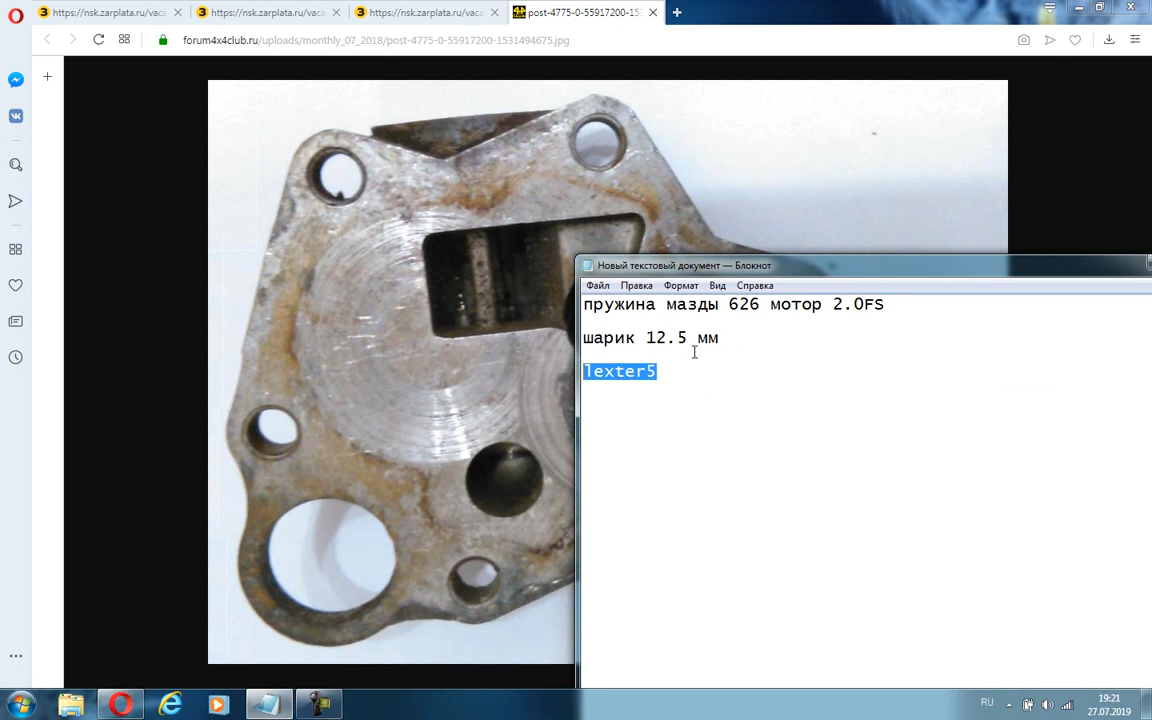 https://nsk.zarplata.ru/vaca
https://nsk.zarplata.ru/vaca
https://nsk.zarplata.ru/vaca
post-4775-0-55917200-153
forum4x4club.ru/uploads/monthly_07_2018/post-4775-0-55917200-1531494675.jpg
Новый текстовый документ — Блокнот
Файл Правка Формат Вид Справка
пружина мазды 626 мотор 2.0FS
шарик 12.5 мм
lexter5
RU
19:21
27.07.2019